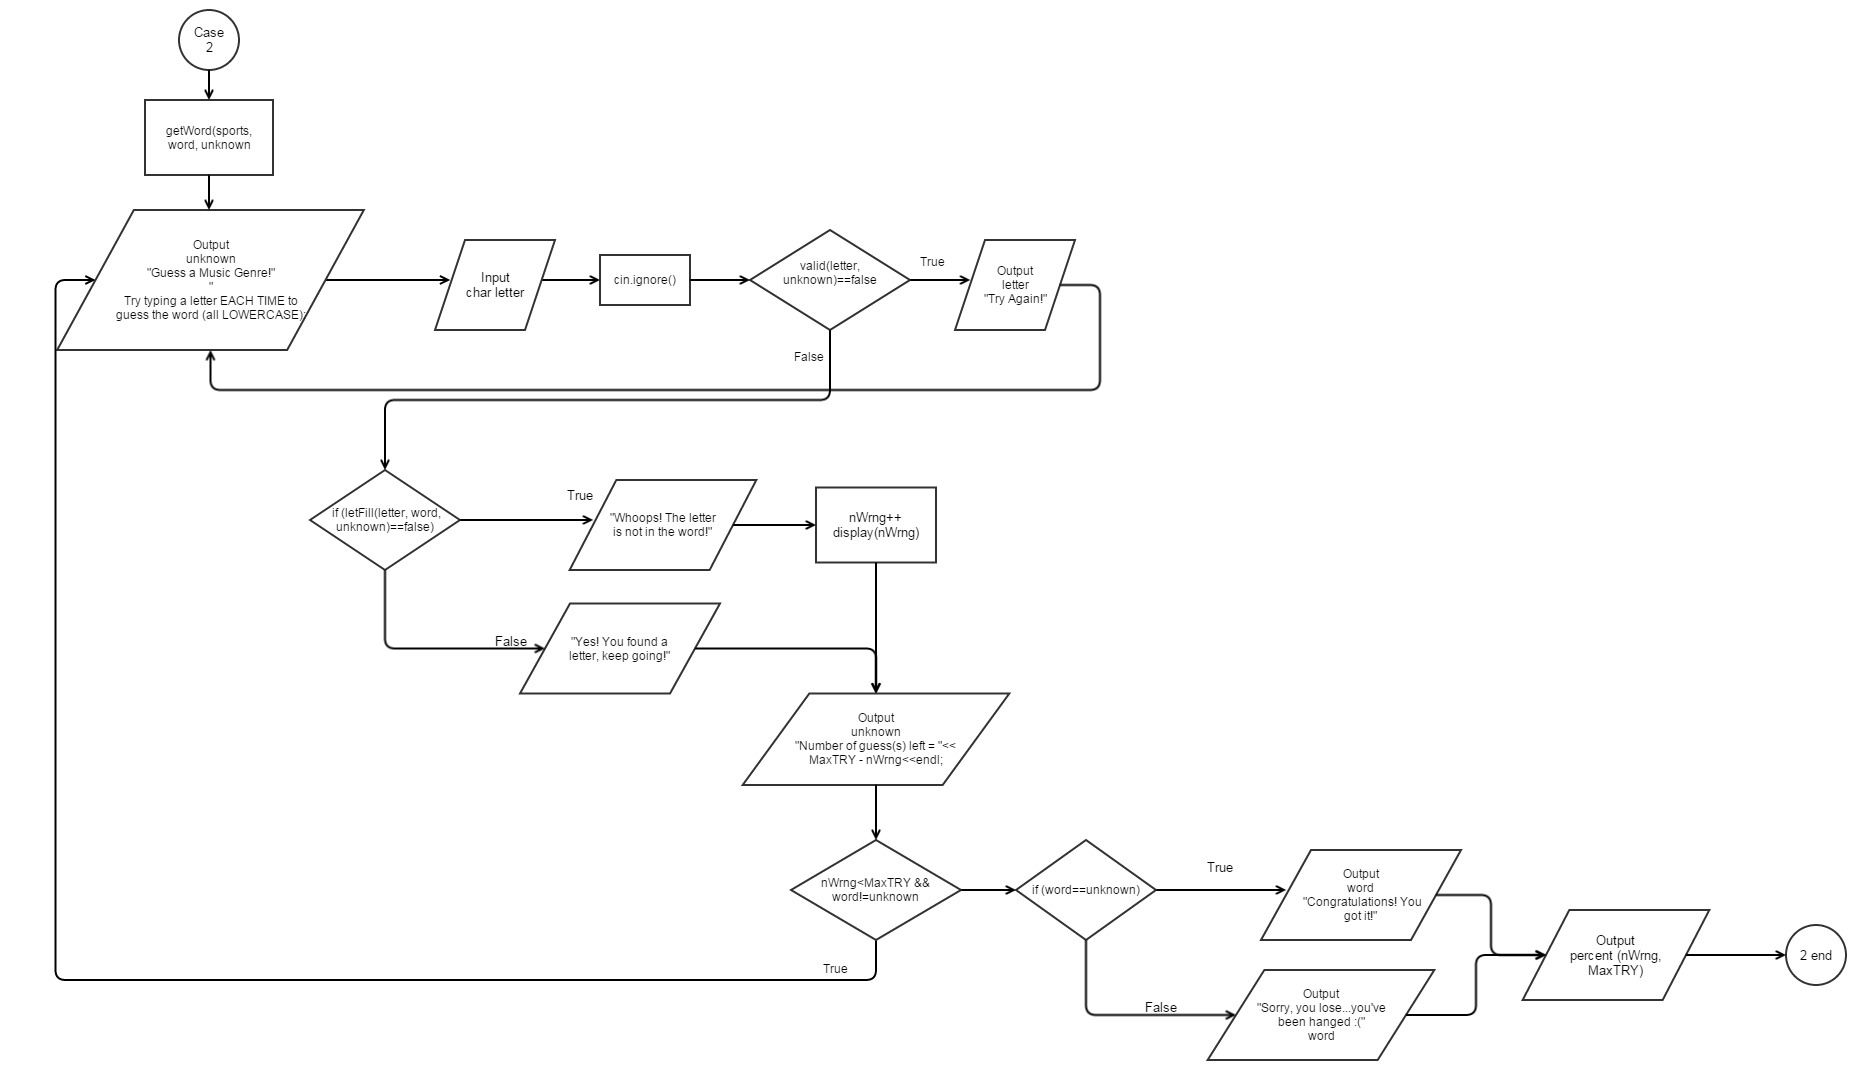 Case
2
getWord(sports,
word, unknown
Output
unknown
"Guess a Music Genre!"
"
Try typing a letter EACH TIME to
guess the word (all LOWERCASE);
Input
char letter
cin.ignore()
valid(letter,
unknown)==false
True
Output
letter
"Try Again!"
False
if (letFill(letter, word,
unknown)==false)
True
"Whoops! The letter
is not in the word!"
nWrng++
display(nWrng)
False
"Yes! You found a
letter, keep going!"
Output
unknown
"Number of guess(s) left = "<<
MaxTRY - nWrng<<endl;
nWrng<MaxTRY &&
word!=unknown
True
if (word==unknown)
True
Output
word
"Congratulations! You
got it!"
False
Output
"Sorry, you lose...you've
been hanged :("
word
Output
percent (nWrng,
MaxTRY)
2 end